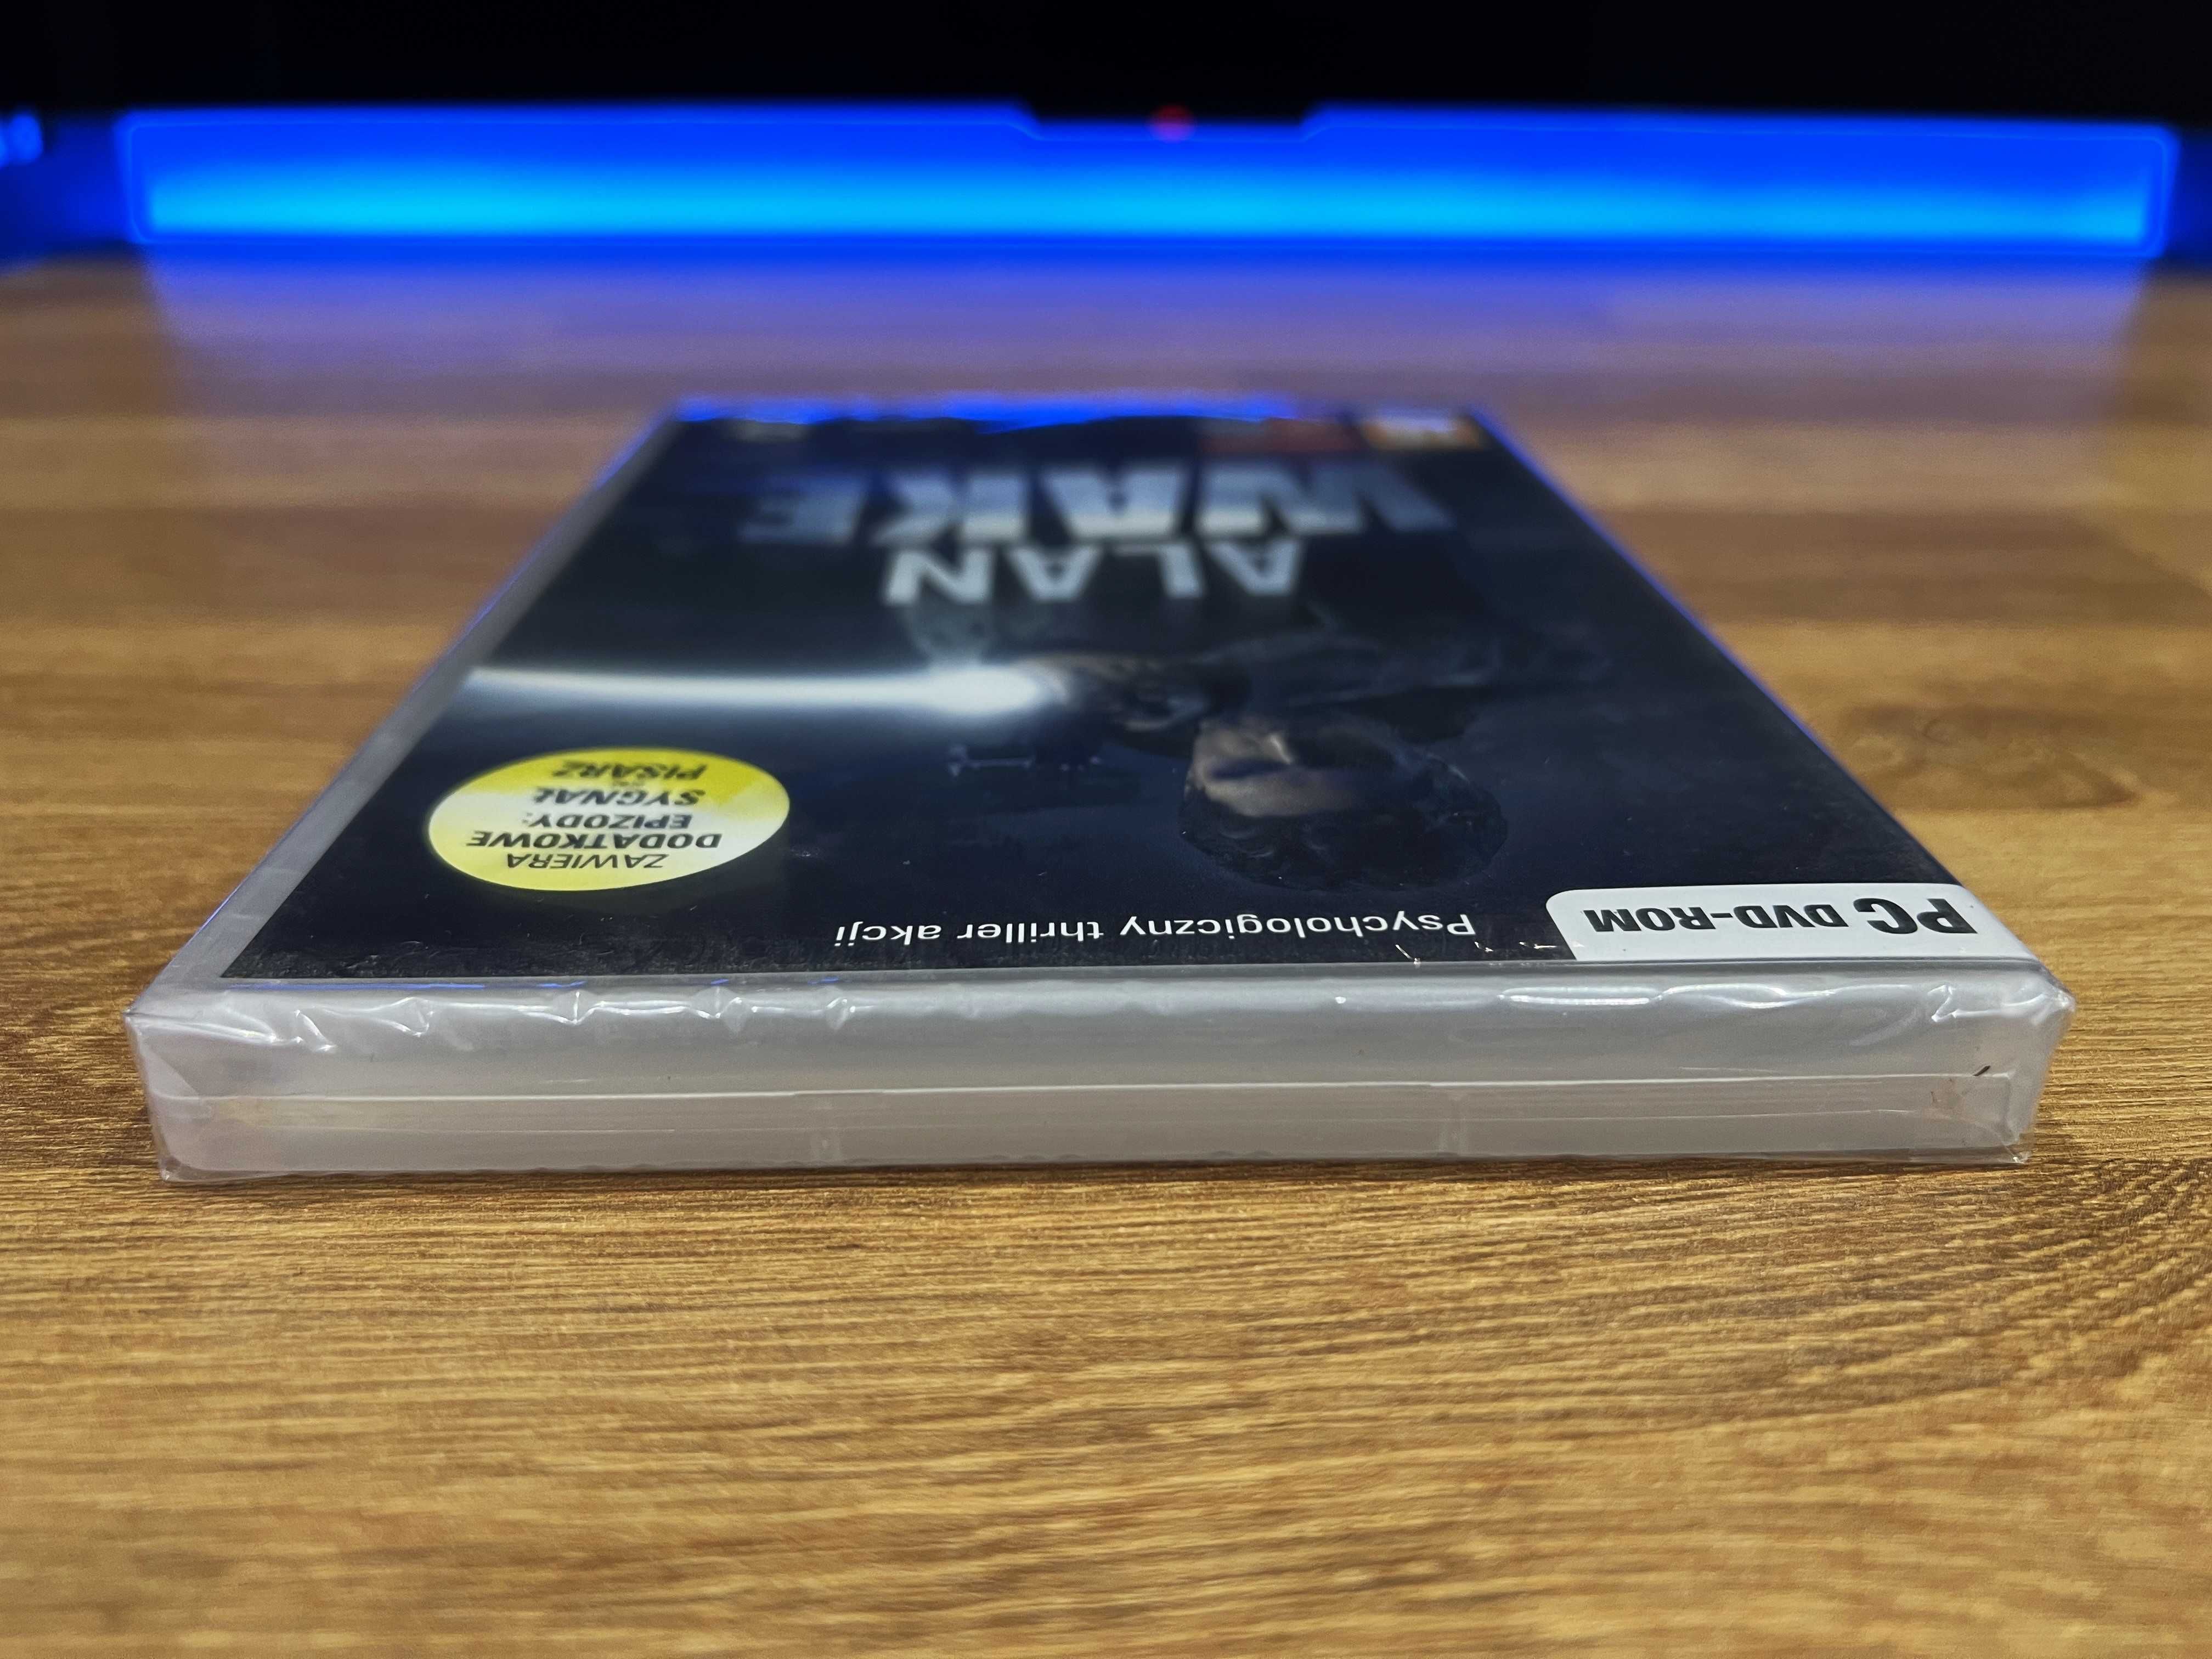 PC DVD-ROM
Psychologiczny thriller akcji
ZAWIERA
DODATKOWE
EPIZODY:
SYGNAŁ
PISARZ
ALAN
WAKE